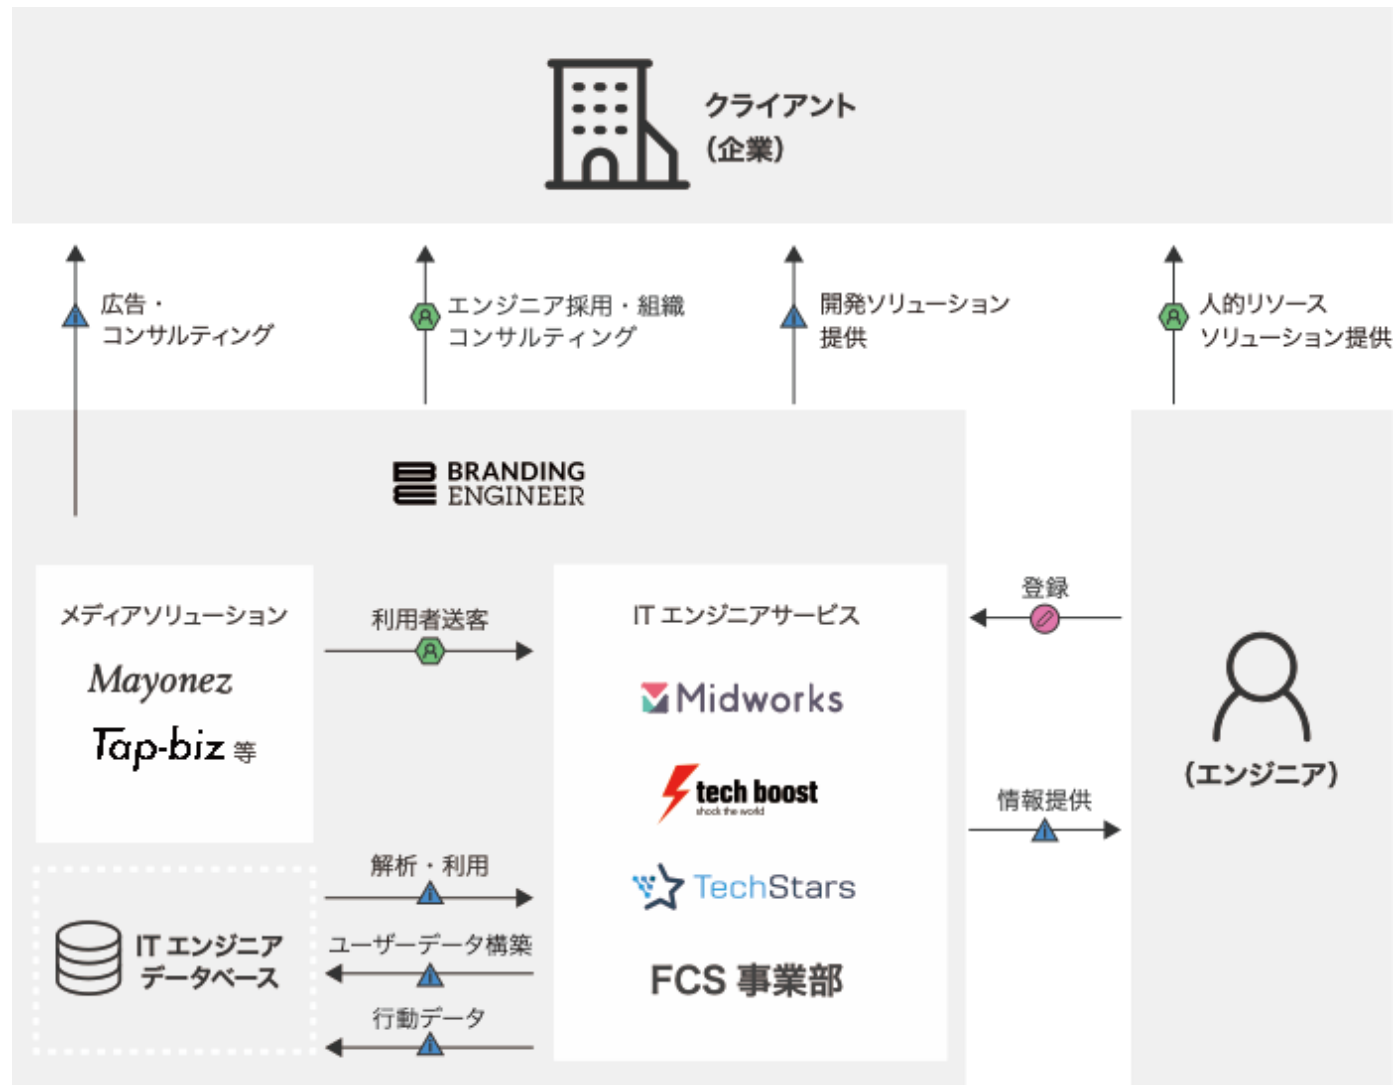 クライアント
(企業)
広告・
コンサルティング
エンジニア採用・組織
コンサルティング
開発ソリューション
提供
人的リソース
ソリューション提供
BRANDING
ENGINEER
メディアソリューション
Mayonez
Tap-biz 等
利用者送客
IT エンジニアサービス
Midworks
tech boost
shock the world
TechStars
FCS 事業部
登録
情報提供
(エンジニア)
解析・利用
ユーザーデータ構築
行動データ
IT エンジニア
データベース